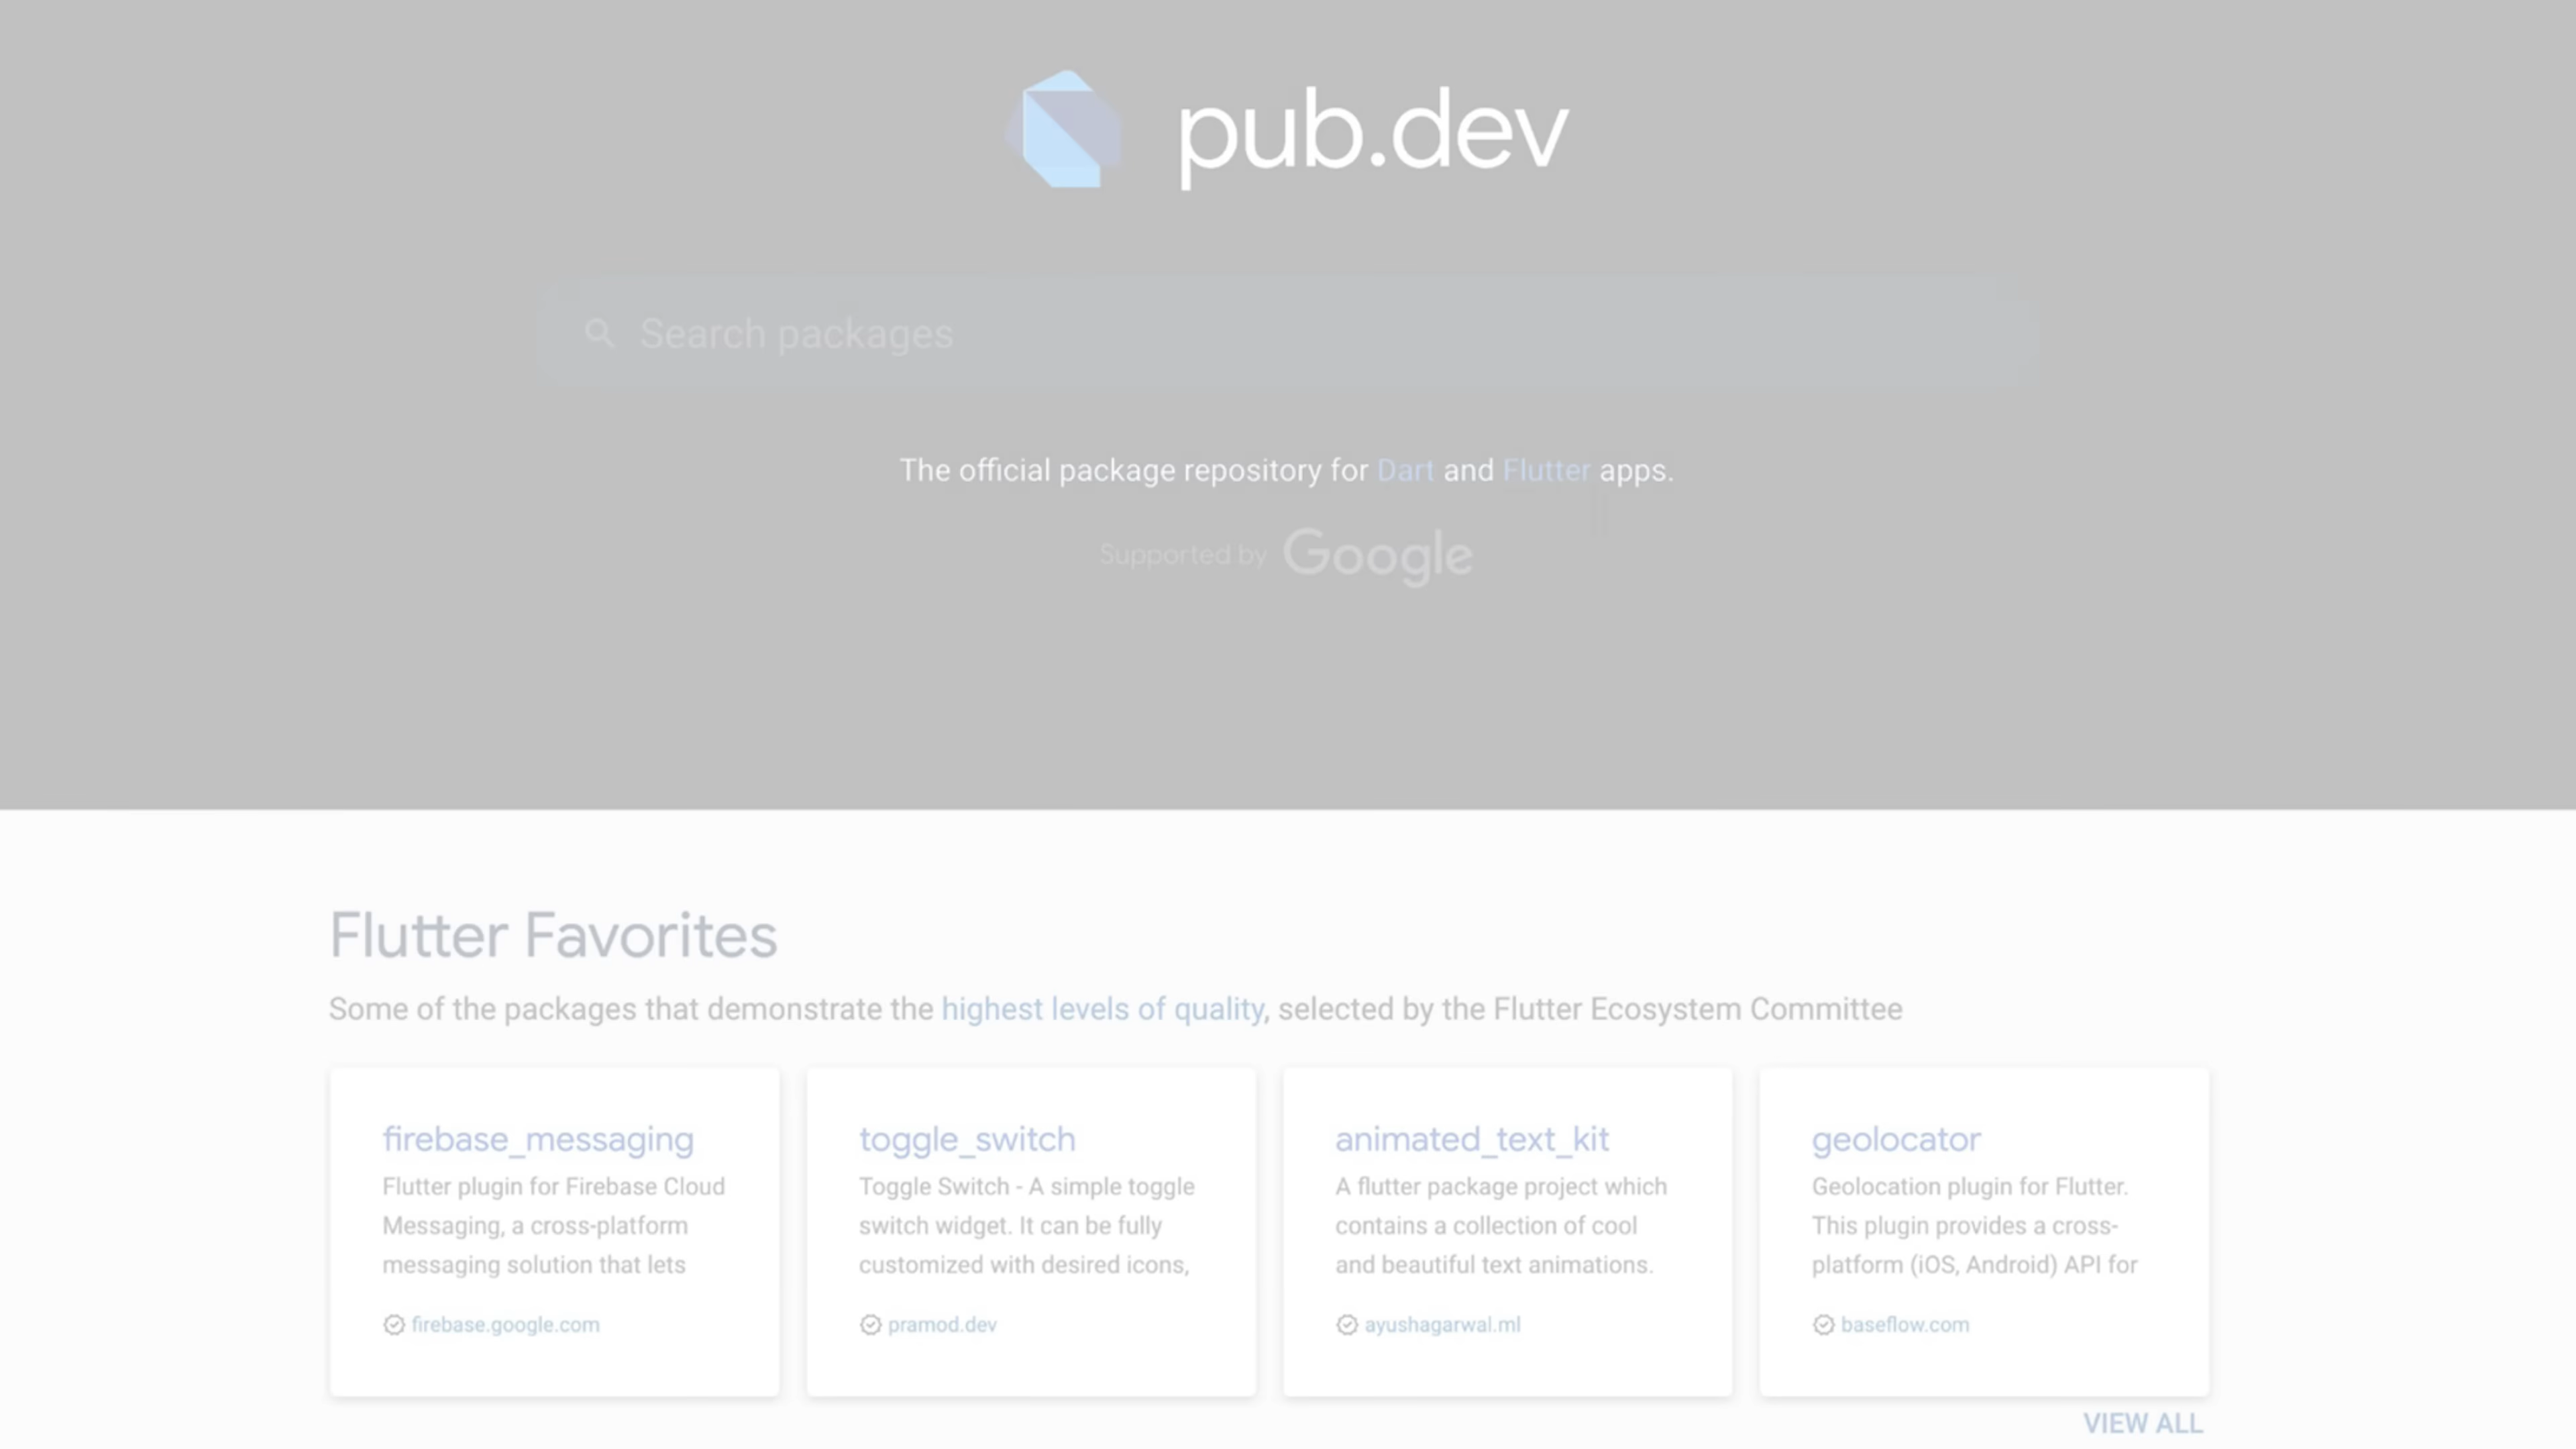 pub.dev
Search packages
The official package repository for Dart and Flutter apps.
Supported by Google
Flutter Favorites
Some of the packages that demonstrate the highest levels of quality, selected by the Flutter Ecosystem Committee
firebase_messaging
Flutter plugin for Firebase Cloud
Messaging, a cross-platform
messaging solution that lets
firebase.google.com
toggle_switch
Toggle Switch - A simple toggle
switch widget. It can be fully
customized with desired icons,
pramod.dev
animated_text_kit
A flutter package project which
contains a collection of cool
and beautiful text animations.
ayushagarwal.ml
geolocator
Geolocation plugin for Flutter.
This plugin provides a cross-
platform (iOS, Android) API for
baseflow.com
VIEW ALL